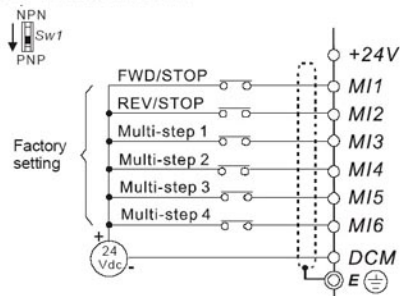 NPN
Sw1
PNP
+24V
FWD/STOP
MI1
REV/STOP
MI2
Multi-step 1
MI3
Factory
setting
Multi-step 2
MI4
Multi-step 3
MI5
Multi-step 4
MI6
+
24
Vdc
-
DCM
E